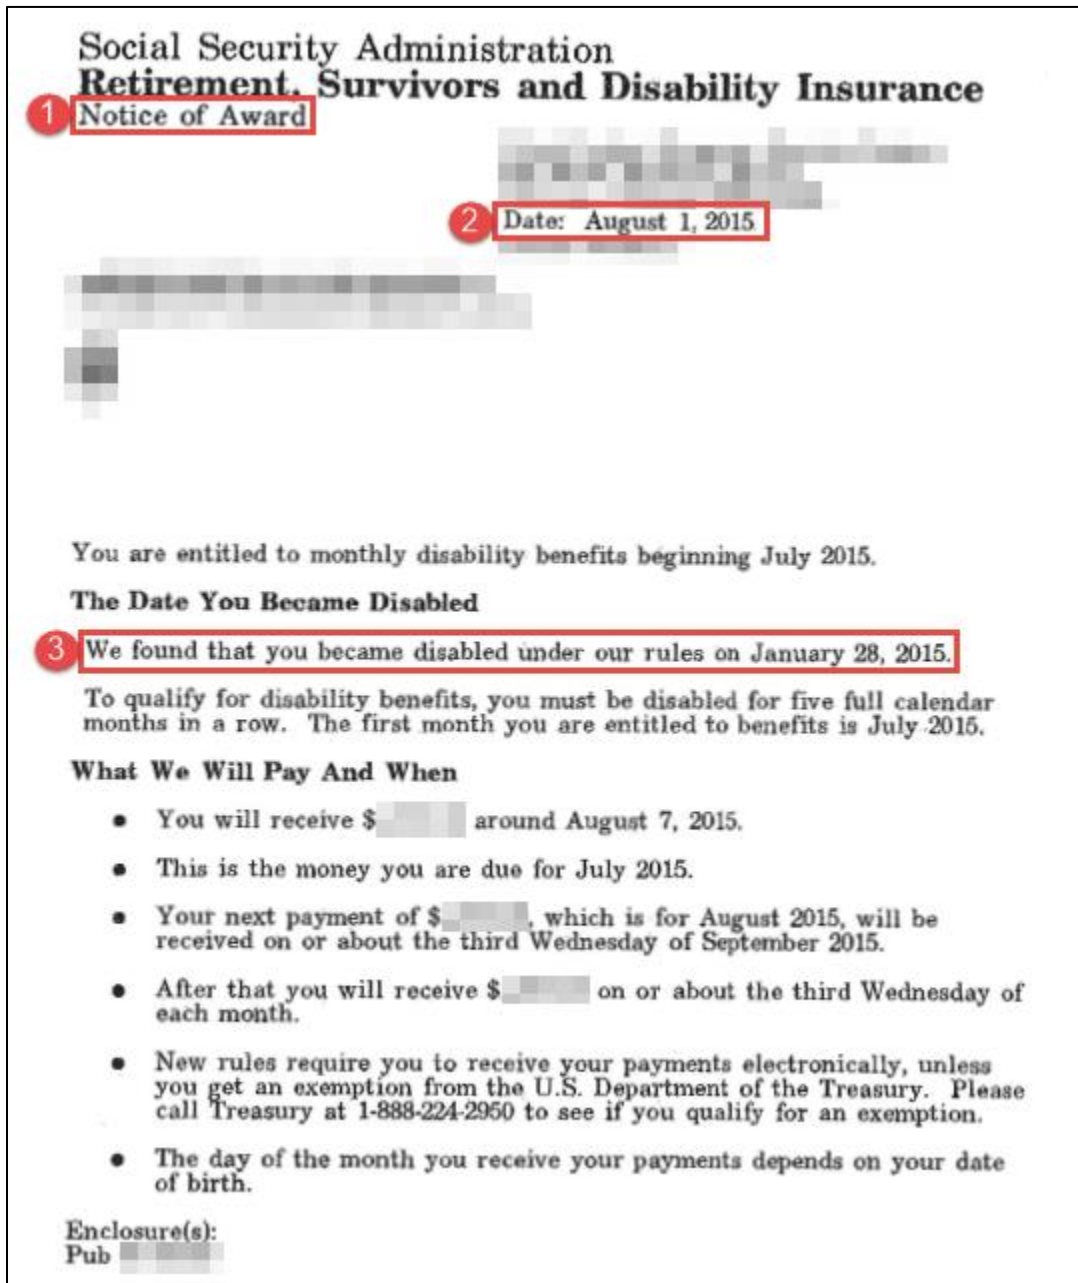 Social Security Administration
Retirement, Survivors and Disability Insurance
1 Notice of Award
2 Date: August 1, 2015
You are entitled to monthly disability benefits beginning July 2015.
The Date You Became Disabled
3 We found that you became disabled under our rules on January 28, 2015.
To qualify for disability benefits, you must be disabled for five full calendar
months in a row. The first month you are entitled to benefits is July 2015.
What We Will Pay And When
• You will receive $ around August 7, 2015.
• This is the money you are due for July 2015.
• Your next payment of $ , which is for August 2015, will be
received on or about the third Wednesday of September 2015.
• After that you will receive $ on or about the third Wednesday of
each month.
• New rules require you to receive your payments electronically, unless
you get an exemption from the U.S. Department of the Treasury. Please
call Treasury at 1-888-224-2950 to see if you qualify for an exemption.
• The day of the month you receive your payments depends on your date
of birth.
Enclosure(s):
Pub